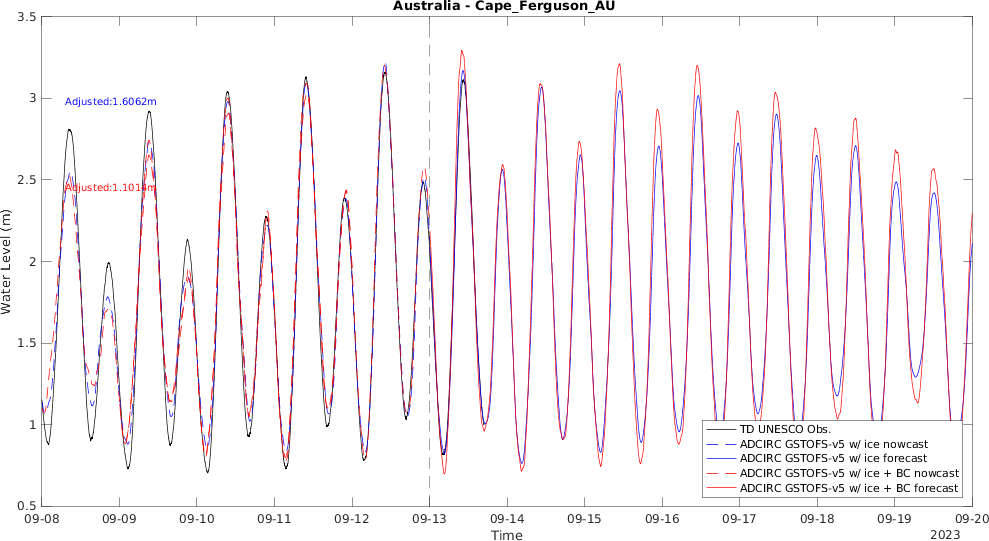 Australia - Cape_Ferguson_AU
3.5
3
2.5
2
1.5
1
0.5
Water Level (m)
Adjusted:1.6062m
Adjusted:1.1014m
TD UNESCO Obs.
ADCIRC GSTOFS-v5 w/ ice nowcast
ADCIRC GSTOFS-v5 w/ ice forecast
ADCIRC GSTOFS-v5 w/ ice + BC nowcast
ADCIRC GSTOFS-v5 w/ ice + BC forecast
09-08 09-09 09-10 09-11 09-12 09-13 09-14 09-15 09-16 09-17 09-18 09-19 09-20
Time
2023